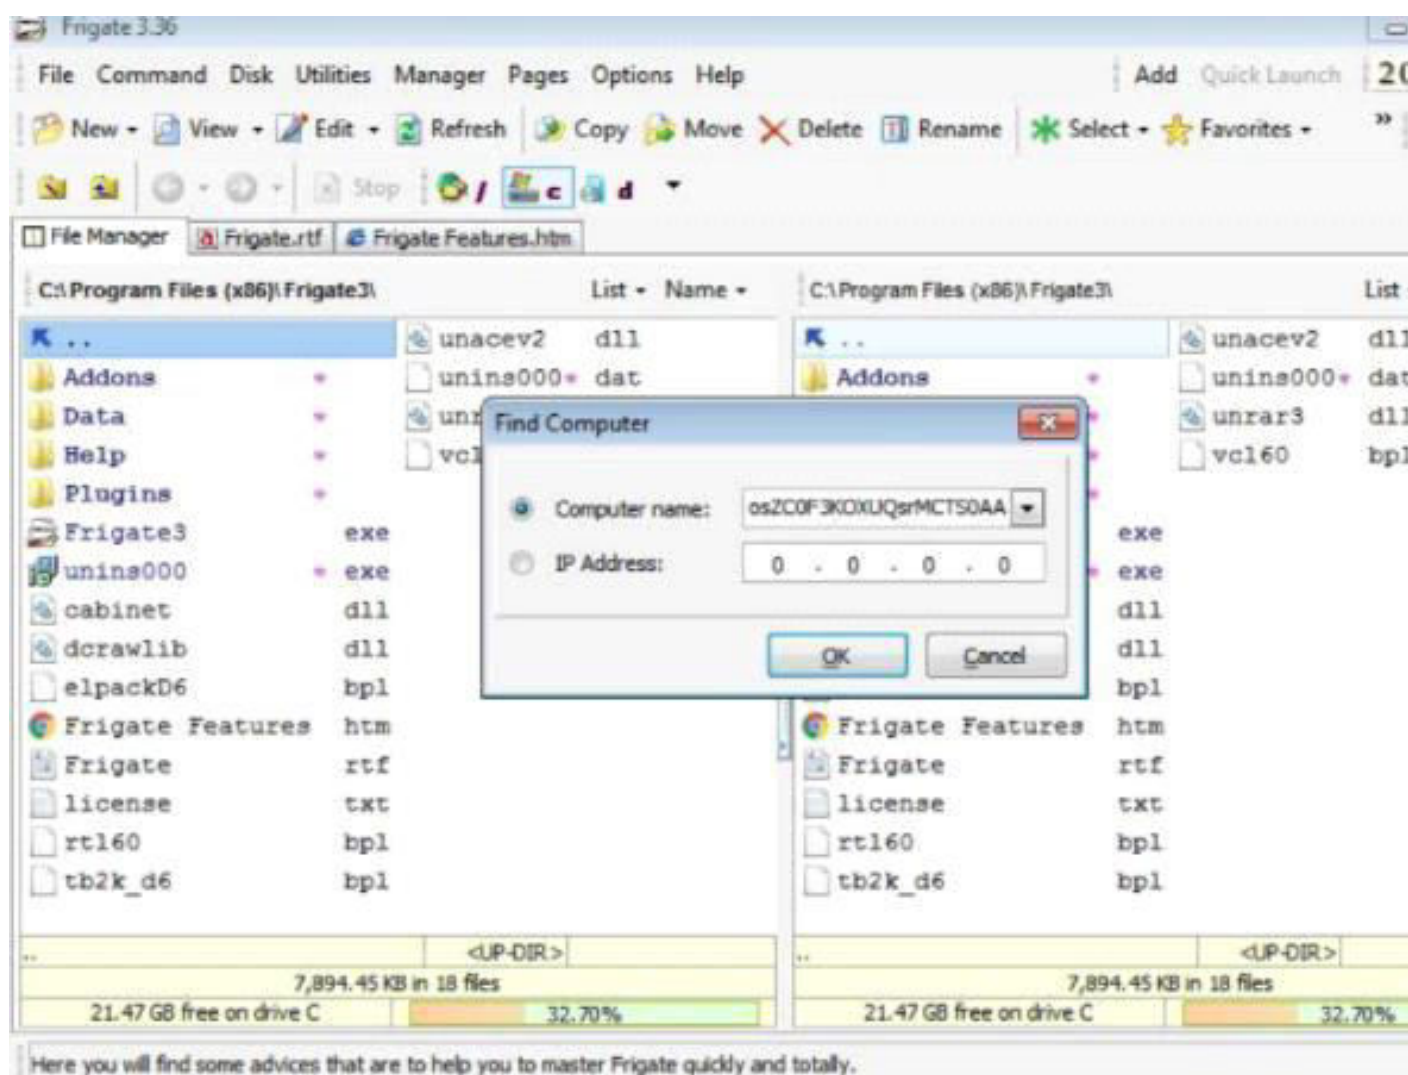 Frigate 3.36
File Command Disk Utilities Manager Pages Options Help Add Quick Launch 20
New View Edit Refresh Copy Move Delete Rename Select Favorites »
Stop / c d
File Manager Frigate.rtf Frigate Features.htm
C:\Program Files (x86)\Frigate3\ List Name C:\Program Files (x86)\Frigate3\ List
.. unacev2 dll .. unacev2 dll
Addons unins000 dat Addons unins000 dat
Data unr unrar3 dll
Help vcl vcl60 bpl
Plugins
Frigate3 exe exe
unins000 exe exe
cabinet dll dll
dcrawlib dll dll
elpackD6 bpl bpl
Frigate Features htm Frigate Features htm
Frigate rtf Frigate rtf
license txt license txt
rtl60 bpl rtl60 bpl
tb2k_d6 bpl tb2k_d6 bpl
Find Computer
Computer name: osZC0F3KOXUQsrMCTS0AA
IP Address: 0 . 0 . 0 . 0
OK Cancel
.. <UP-DIR> .. <UP-DIR>
7,894.45 KB in 18 files 7,894.45 KB in 18 files
21.47 GB free on drive C 32.70% 21.47 GB free on drive C 32.70%
Here you will find some advices that are to help you to master Frigate quickly and totally.